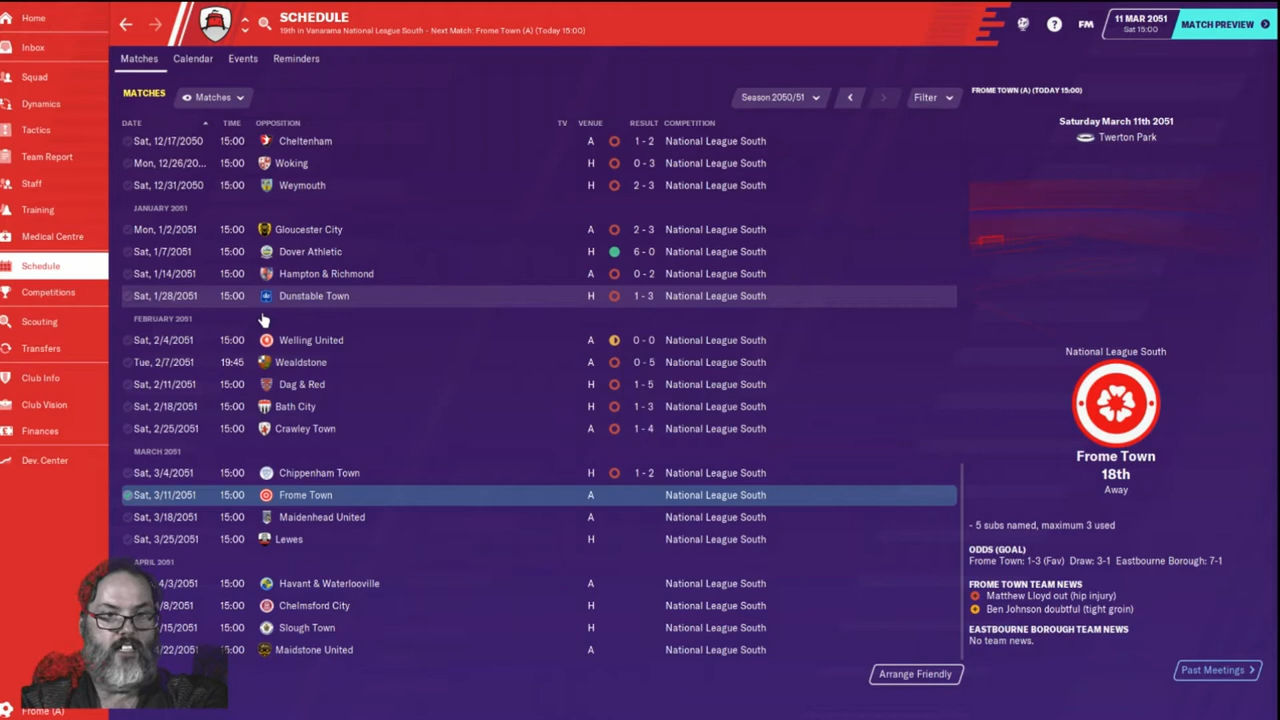 SCHEDULE
19th in Vanarama National League South - Next Match: Frome Town (A) (Today 15:00)
FM
11 MAR 2051
Sat 15:00
MATCH PREVIEW
Home
Inbox
Squad
Dynamics
Tactics
Team Report
Staff
Training
Medical Centre
Schedule
Competitions
Scouting
Transfers
Club Info
Club Vision
Finances
Dev. Center
Frome (A)
Matches Calendar Events Reminders
MATCHES Matches Season 2050/51 Filter
DATE TIME OPPOSITION TV VENUE RESULT COMPETITION
Sat, 12/17/2050 15:00 Cheltenham A 1 - 2 National League South
Mon, 12/26/20... 15:00 Woking H 0 - 3 National League South
Sat, 12/31/2050 15:00 Weymouth H 2 - 3 National League South
JANUARY 2051
Mon, 1/2/2051 15:00 Gloucester City A 2 - 3 National League South
Sat, 1/7/2051 15:00 Dover Athletic H 6 - 0 National League South
Sat, 1/14/2051 15:00 Hampton & Richmond A 0 - 2 National League South
Sat, 1/28/2051 15:00 Dunstable Town H 1 - 3 National League South
FEBRUARY 2051
Sat, 2/4/2051 15:00 Welling United A 0 - 0 National League South
Tue, 2/7/2051 19:45 Wealdstone A 0 - 5 National League South
Sat, 2/11/2051 15:00 Dag & Red H 1 - 5 National League South
Sat, 2/18/2051 15:00 Bath City H 1 - 3 National League South
Sat, 2/25/2051 15:00 Crawley Town A 1 - 4 National League South
MARCH 2051
Sat, 3/4/2051 15:00 Chippenham Town H 1 - 2 National League South
Sat, 3/11/2051 15:00 Frome Town A National League South
Sat, 3/18/2051 15:00 Maidenhead United A National League South
Sat, 3/25/2051 15:00 Lewes H National League South
APRIL 2051
4/3/2051 15:00 Havant & Waterlooville A National League South
/8/2051 15:00 Chelmsford City H National League South
/15/2051 15:00 Slough Town H National League South
/22/2051 15:00 Maidstone United A National League South
Arrange Friendly
FROME TOWN (A) (TODAY 15:00)
Saturday March 11th 2051
Twerton Park
National League South
Frome Town
18th
Away
- 5 subs named, maximum 3 used
ODDS (GOAL)
Frome Town: 1-3 (Fav) Draw: 3-1 Eastbourne Borough: 7-1
FROME TOWN TEAM NEWS
Matthew Lloyd out (hip injury)
Ben Johnson doubtful (tight groin)
EASTBOURNE BOROUGH TEAM NEWS
No team news.
Past Meetings